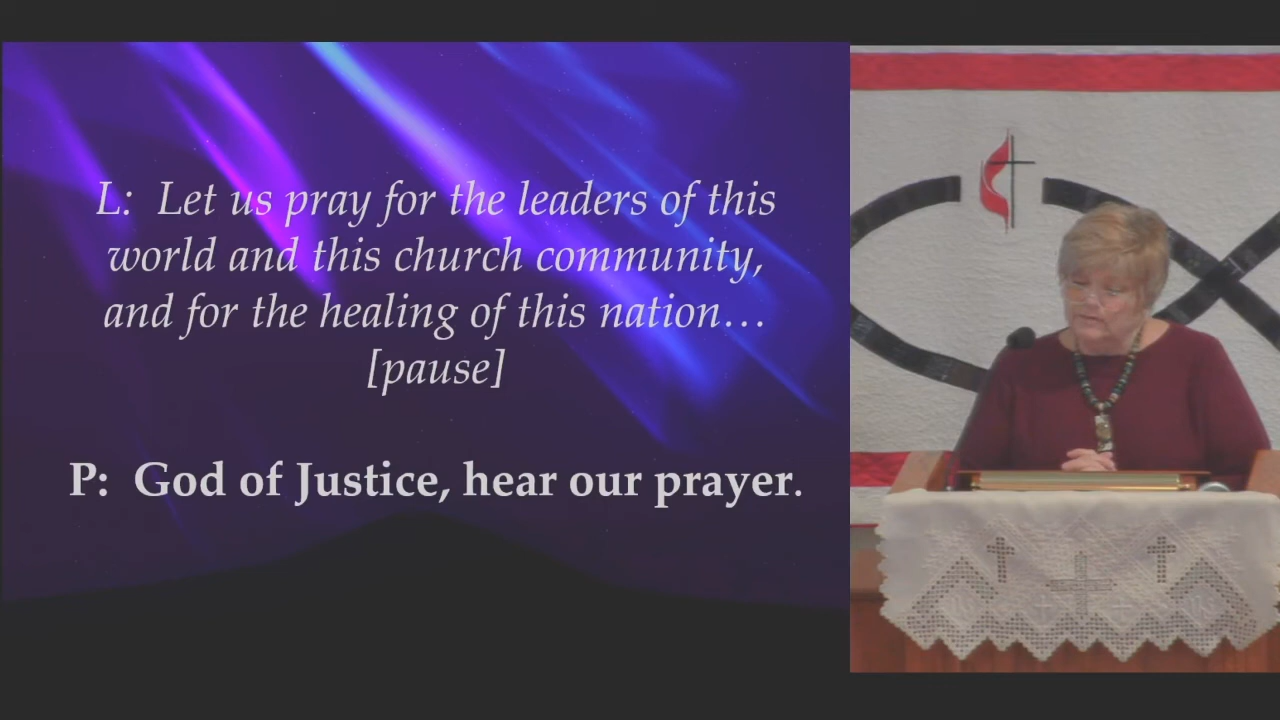 L: Let us pray for the leaders of this
world and this church community,
and for the healing of this nation…
[pause]
P: God of Justice, hear our prayer.